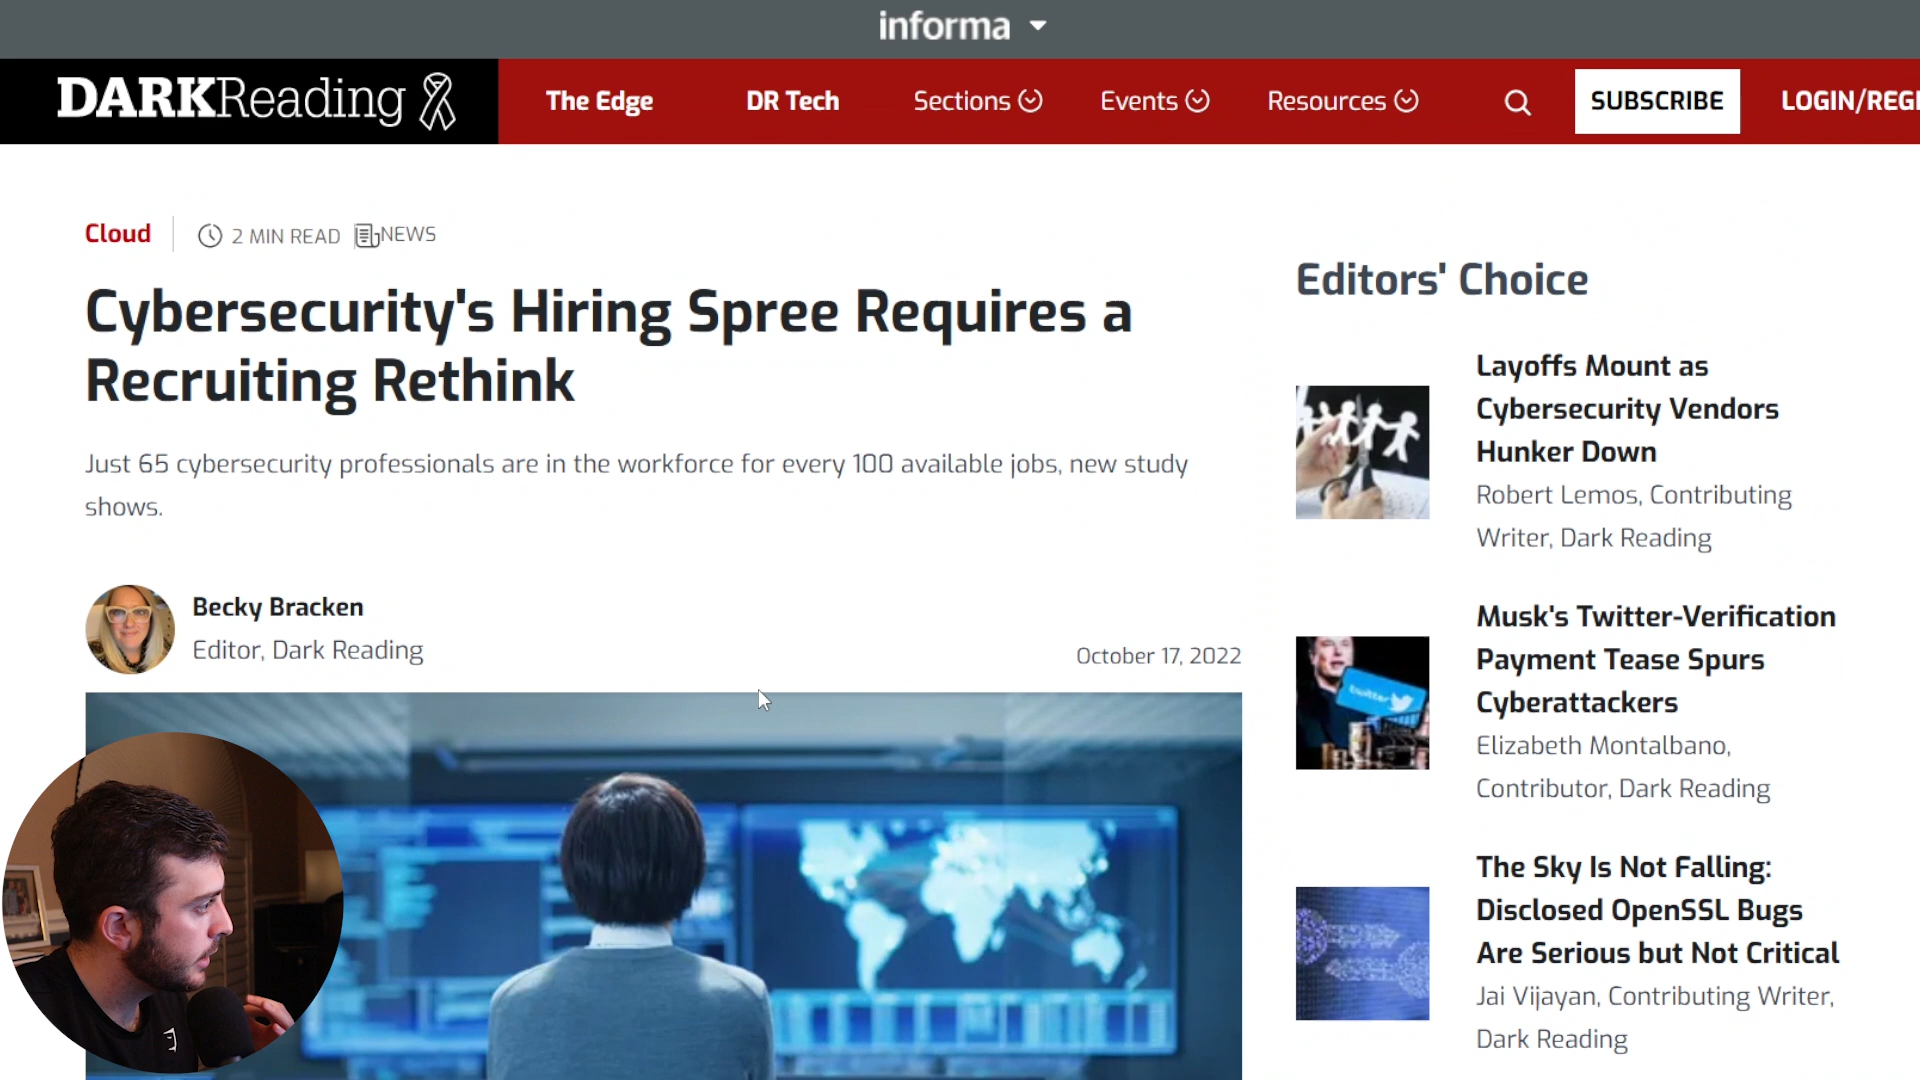 informa
DARKReading
The Edge
DR Tech
Sections
Events
Resources
SUBSCRIBE
LOGIN/REGI
Cloud
2 MIN READ
NEWS
Cybersecurity's Hiring Spree Requires a
Recruiting Rethink
Just 65 cybersecurity professionals are in the workforce for every 100 available jobs, new study
shows.
Becky Bracken
Editor, Dark Reading
October 17, 2022
Editors' Choice
Layoffs Mount as
Cybersecurity Vendors
Hunker Down
Robert Lemos, Contributing
Writer, Dark Reading
twitter
Musk's Twitter-Verification
Payment Tease Spurs
Cyberattackers
Elizabeth Montalbano,
Contributor, Dark Reading
The Sky Is Not Falling:
Disclosed OpenSSL Bugs
Are Serious but Not Critical
Jai Vijayan, Contributing Writer,
Dark Reading